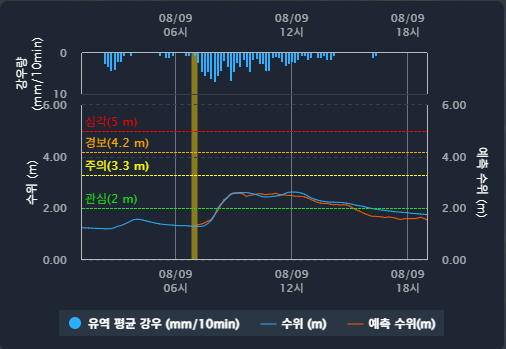 08/09 08/09 08/09
06시 12시 18시
강우량
(mm/10min)
0
10
수위 (m)
6.00
4.00
2.00
0.00
심각(5 m)
경보(4.2 m)
주의(3.3 m)
관심(2 m)
6.00
4.00
2.00
0.00
예측 수위 (m)
08/09 08/09 08/09
06시 12시 18시
유역 평균 강우 (mm/10min) 수위 (m) 예측 수위(m)